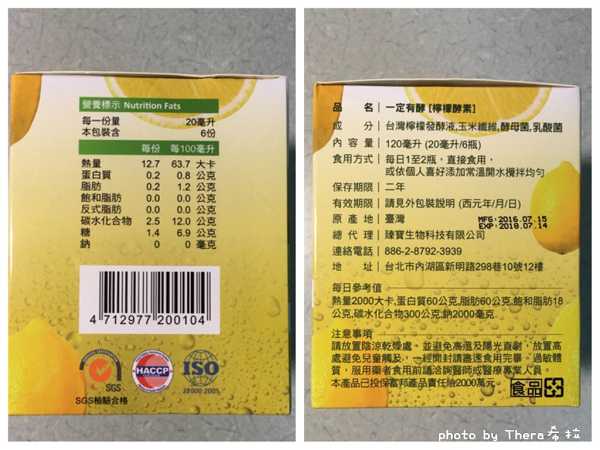 營養標示 Nutrition Fats
每一份量 20毫升
本包裝含 6份
每份 每100毫升
熱量 12.7 63.7 大卡
蛋白質 0.2 0.8 公克
脂肪 0.2 1.2 公克
飽和脂肪 0.0 0.0 公克
反式脂肪 0.0 0.0 公克
碳水化合物 2.5 12.0 公克
糖 1.4 6.9 公克
鈉 0 0 毫克
4 712977 200104
SGS
HACCP
ISO
22000:2005
SGS檢驗合格
品名 一定有酵【檸檬酵素】
成分 台灣檸檬發酵液,玉米纖維,酵母菌,乳酸菌
內容量 120毫升 (20毫升/6瓶)
食用方式 每日1至2瓶，直接食用，
或依個人喜好添加常溫開水攪拌均勻
保存期限 二年
有效期限 請見外包裝說明 (西元年/月/日)
原產地 臺灣
MFG:2016.07.15
EXP:2018.07.14
總代理 臻寶生物科技有限公司
連絡電話 886-2-8792-3939
地址 台北市內湖區新明路298巷10號12樓
每日參考值
熱量2000大卡,蛋白質60公克,脂肪60公克,飽和脂肪18
公克,碳水化合物300公克,鈉2000毫克
注意事項
請放置陰涼乾燥處、並避免高溫及陽光直射，放置高
處避免兒童觸及，一經開封請盡速食用完畢。過敏體
質，服用藥者食用前請洽詢醫師或醫療專業人員。
本產品已投保富邦產品責任險2000萬元。
食品
photo by Thera希拉